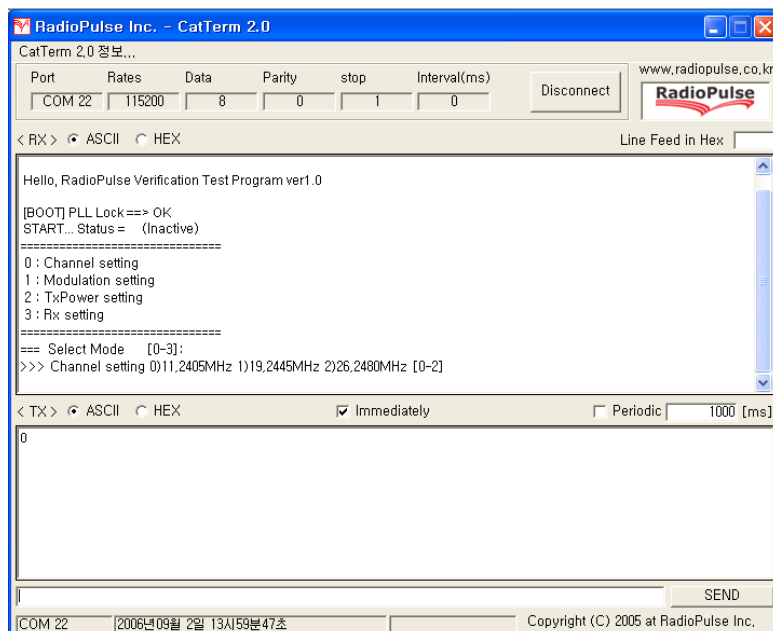 RadioPulse Inc. - CatTerm 2.0
CatTerm 2.0 정보...
Port Rates Data Parity stop Interval(ms)
COM 22 115200 8 0 1 0
Disconnect
www.radiopulse.co.kr
RadioPulse
< RX > ASCII HEX Line Feed in Hex
Hello, RadioPulse Verification Test Program ver1.0
[BOOT] PLL Lock ==> OK
START... Status = (Inactive)
===============================
0 : Channel setting
1 : Modulation setting
2 : TxPower setting
3 : Rx setting
===============================
=== Select Mode [0-3]:
>>> Channel setting 0)11,2405MHz 1)19,2445MHz 2)26,2480MHz [0-2]
< TX > ASCII HEX Immediately Periodic 1000 [ms]
0
SEND
COM 22 2006년09월 2일 13시59분47초 Copyright (C) 2005 at RadioPulse Inc.